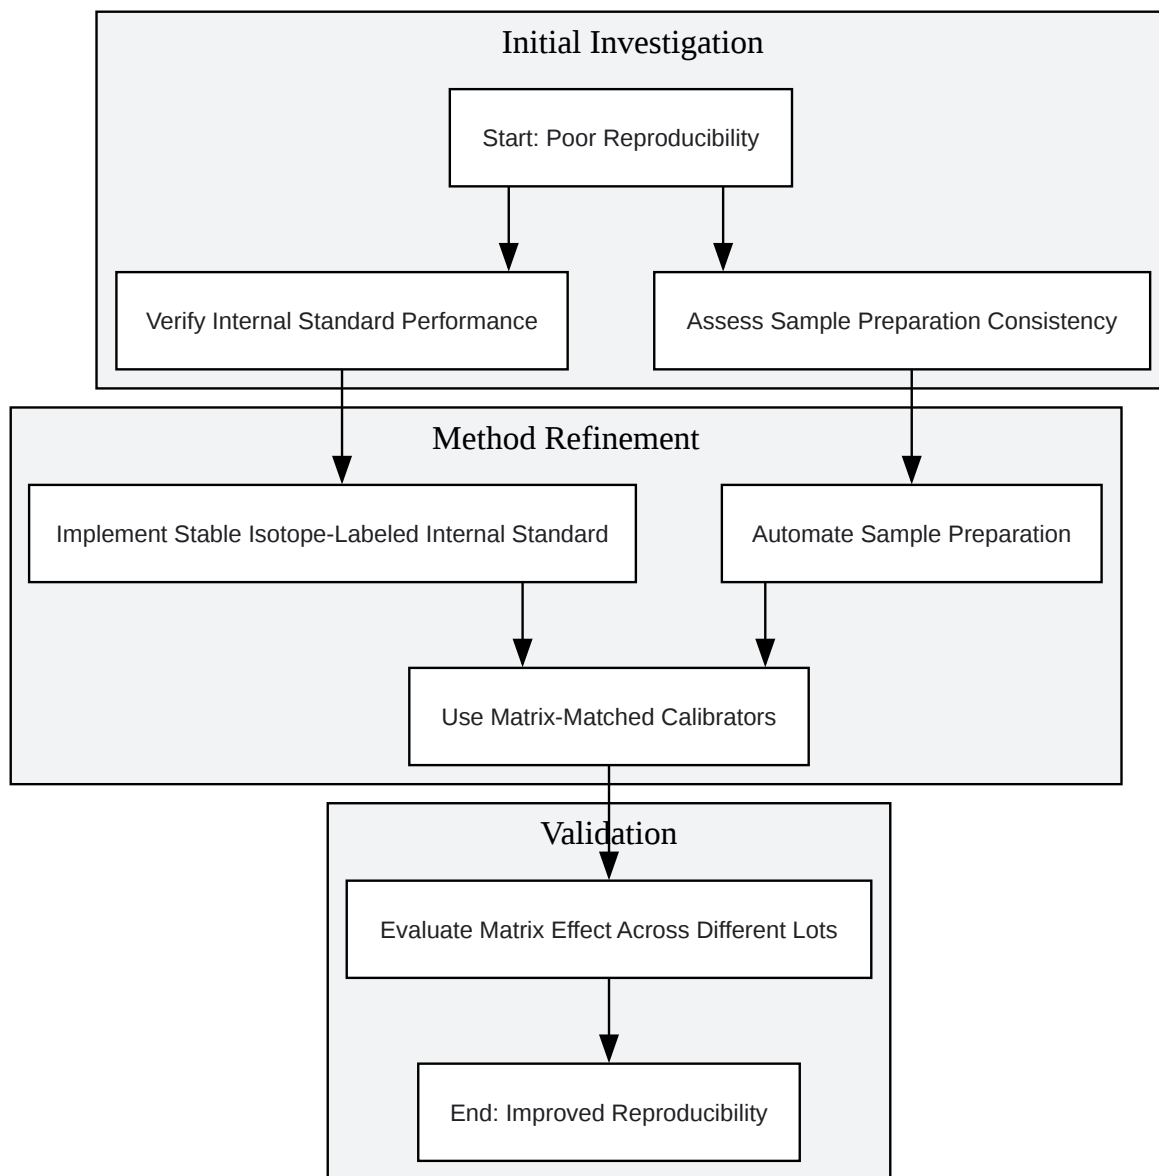 Initial Investigation
Start: Poor Reproducibility
Verify Internal Standard Performance
Assess Sample Preparation Consistency
Method Refinement
Implement Stable Isotope-Labeled Internal Standard
Automate Sample Preparation
Use Matrix-Matched Calibrators
Validation
Evaluate Matrix Effect Across Different Lots
End: Improved Reproducibility